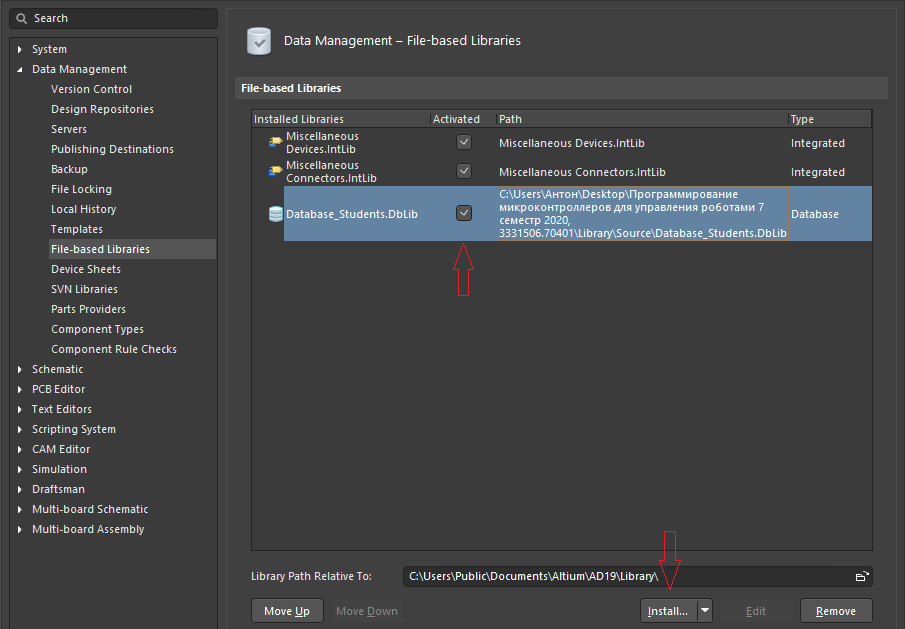 Search
System
Data Management
Version Control
Design Repositories
Servers
Publishing Destinations
Backup
File Locking
Local History
Templates
File-based Libraries
Device Sheets
SVN Libraries
Parts Providers
Component Types
Component Rule Checks
Schematic
PCB Editor
Text Editors
Scripting System
CAM Editor
Simulation
Draftsman
Multi-board Schematic
Multi-board Assembly
Data Management – File-based Libraries
File-based Libraries
Installed Libraries Activated Path Type
Miscellaneous
Devices.IntLib Miscellaneous Devices.IntLib Integrated
Miscellaneous
Connectors.IntLib Miscellaneous Connectors.IntLib Integrated
Database_Students.DbLib
C:\Users\Антон\Desktop\Программирование
микроконтроллеров для управления роботами 7
семестр 2020,
3331506.70401\Library\Source\Database_Students.DbLib
Database
Library Path Relative To: C:\Users\Public\Documents\Altium\AD19\Library\
Move Up Move Down Install... Edit Remove